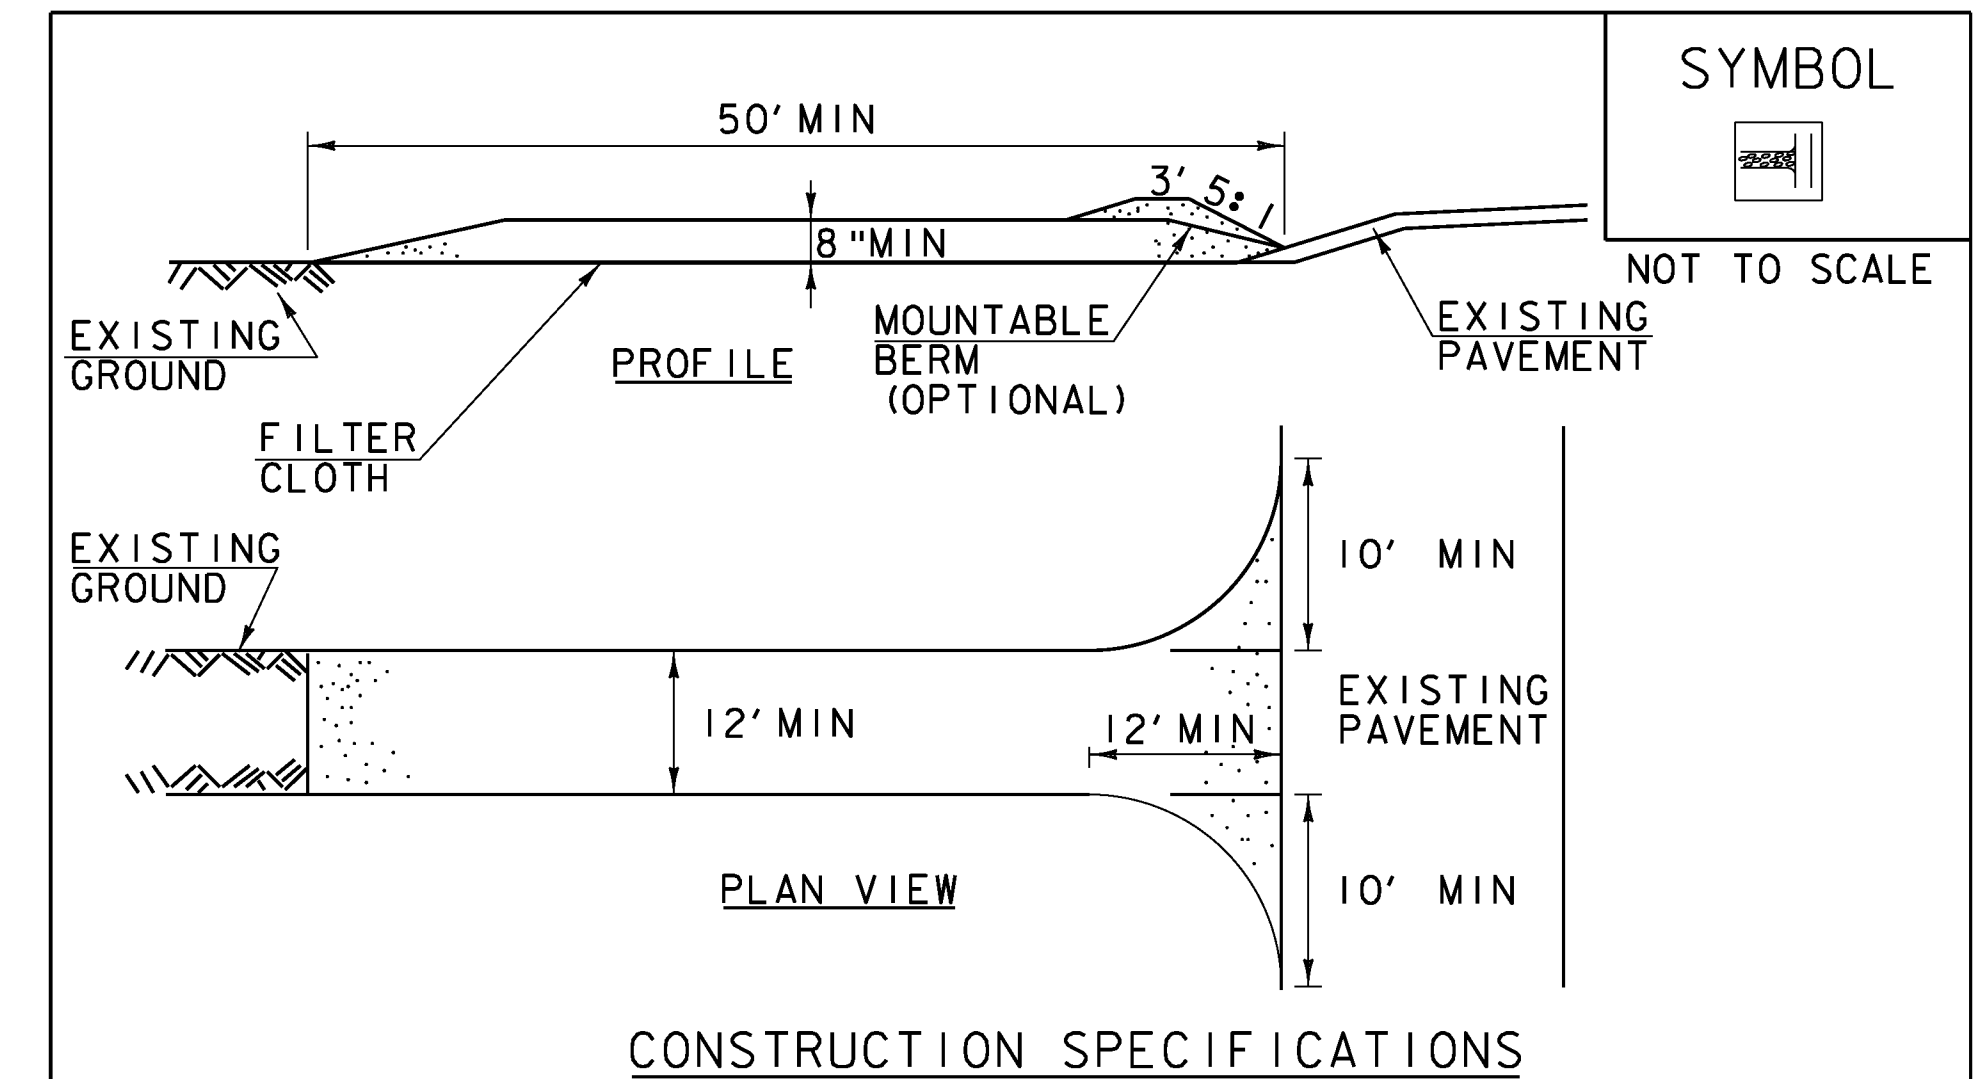 SYMBOL
50' MIN
3' 5:1
8" MIN
NOT TO SCALE
EXISTING
GROUND
PROFILE
MOUNTABLE
BERM
(OPTIONAL)
EXISTING
PAVEMENT
FILTER
CLOTH
EXISTING
GROUND
10' MIN
12' MIN
12' MIN
EXISTING
PAVEMENT
10' MIN
PLAN VIEW
CONSTRUCTION SPECIFICATIONS